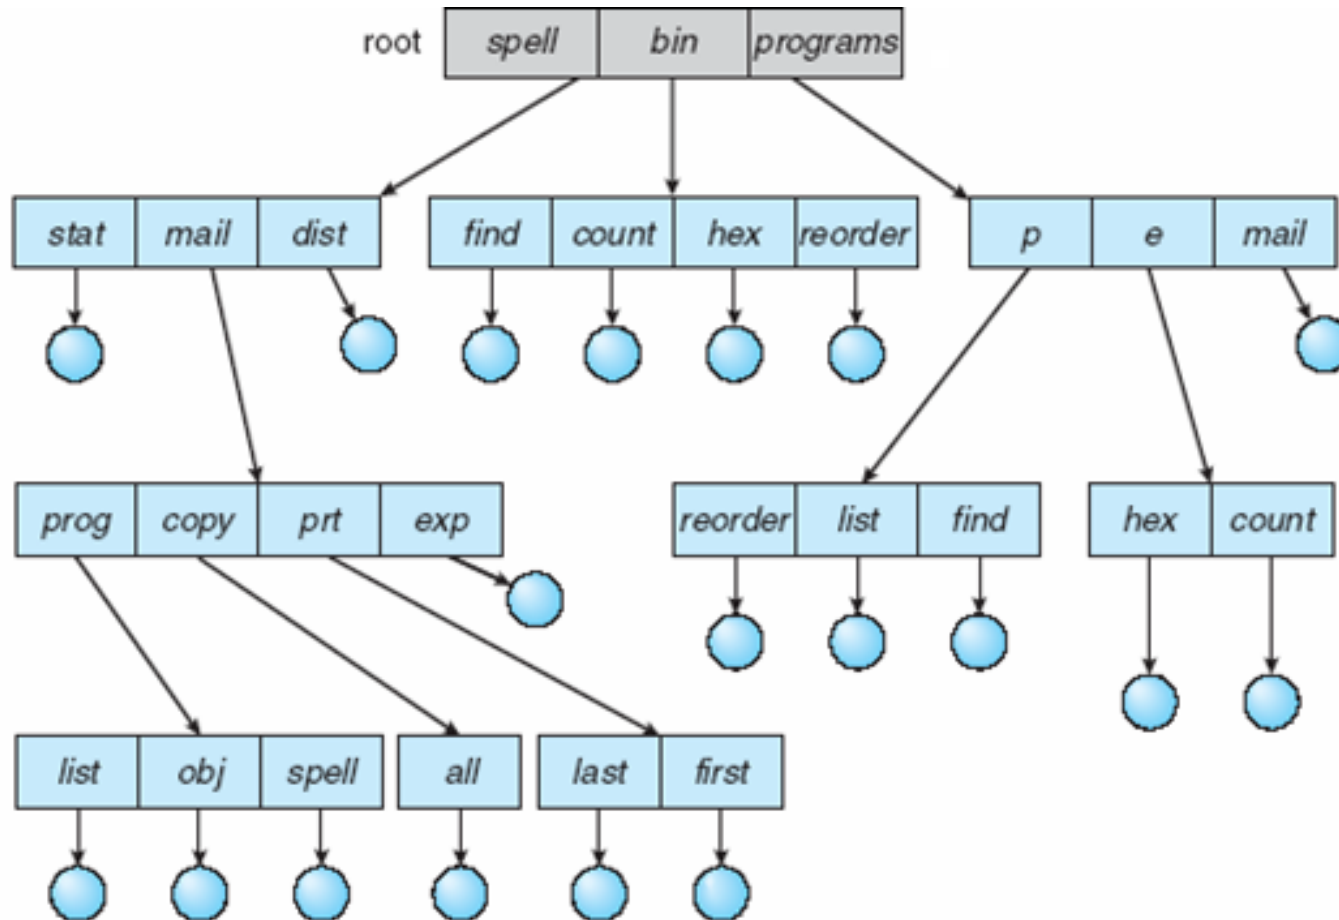 root spell bin programs
stat mail dist find count hex reorder p e mail
prog copy prt exp reorder list find hex count
list obj spell all last first